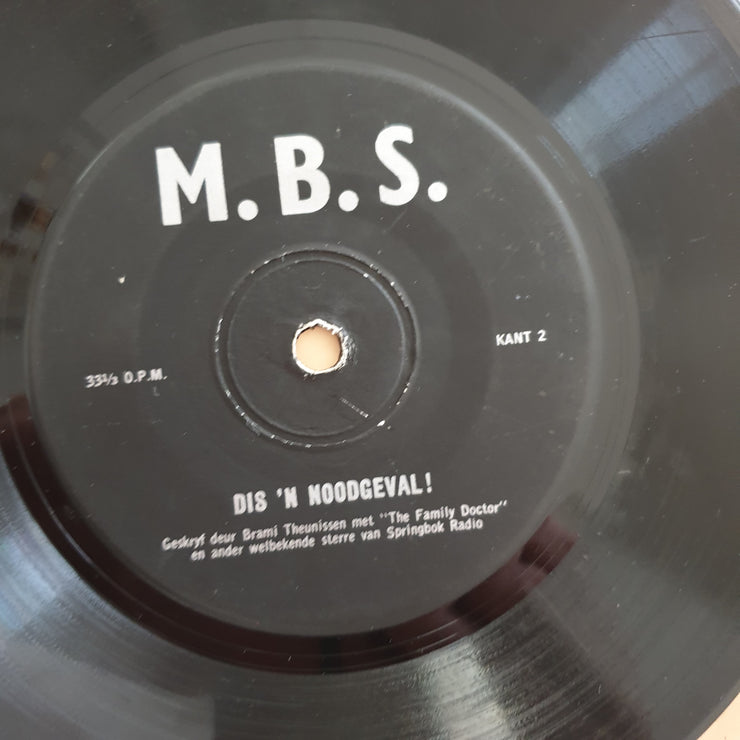 M.B.S.
KANT 2
33⅓ O.P.M.
DIS 'N NOODGEVAL!
Geskryf deur Brami Theunissen met "The Family Doctor"
en ander welbekende sterre van Springbok Radio